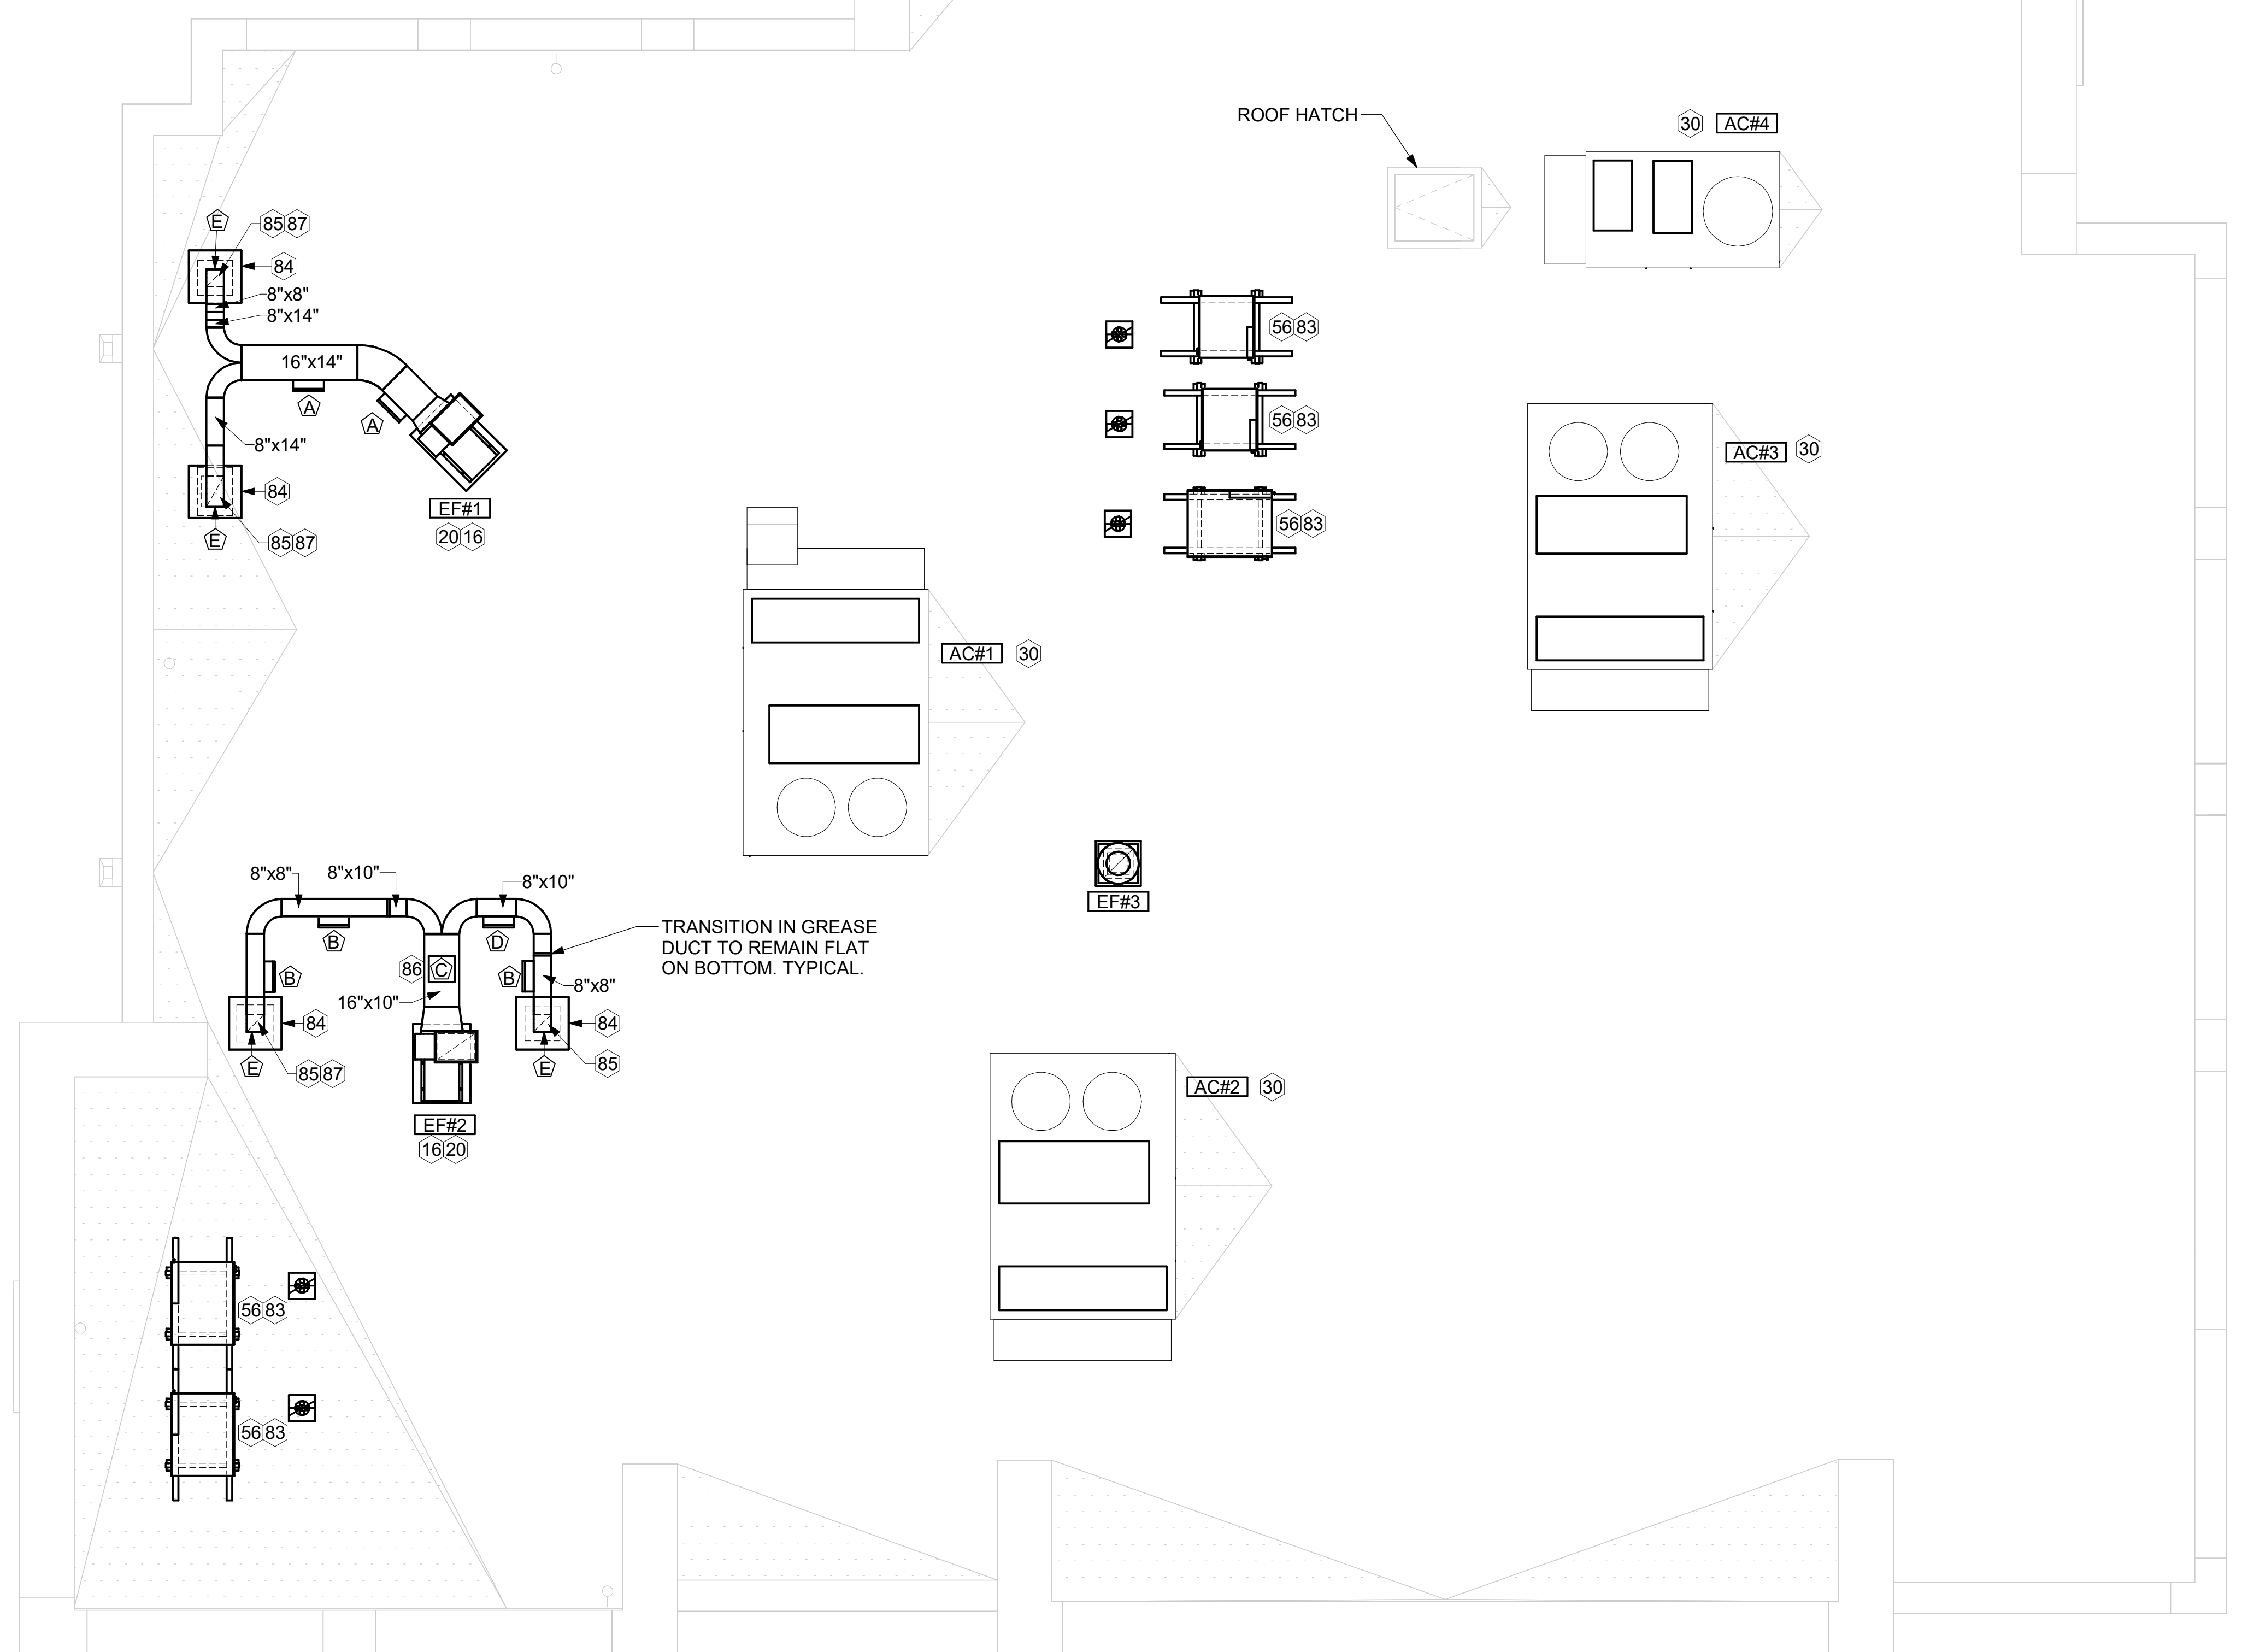 ROOF HATCH
30 AC#4
E
85 87
84
8"x8"
8"x14"
16"x14"
A
A
8"x14"
84
E
85 87
EF#1
20 16
56 83
56 83
56 83
AC#3 30
AC#1 30
EF#3
8"x8"
8"x10"
8"x10"
TRANSITION IN GREASE
DUCT TO REMAIN FLAT
ON BOTTOM. TYPICAL.
B
D
B
86 C
B
8"x8"
16"x10"
84
84
E
85 87
E
85
EF#2
16 20
AC#2 30
56 83
56 83